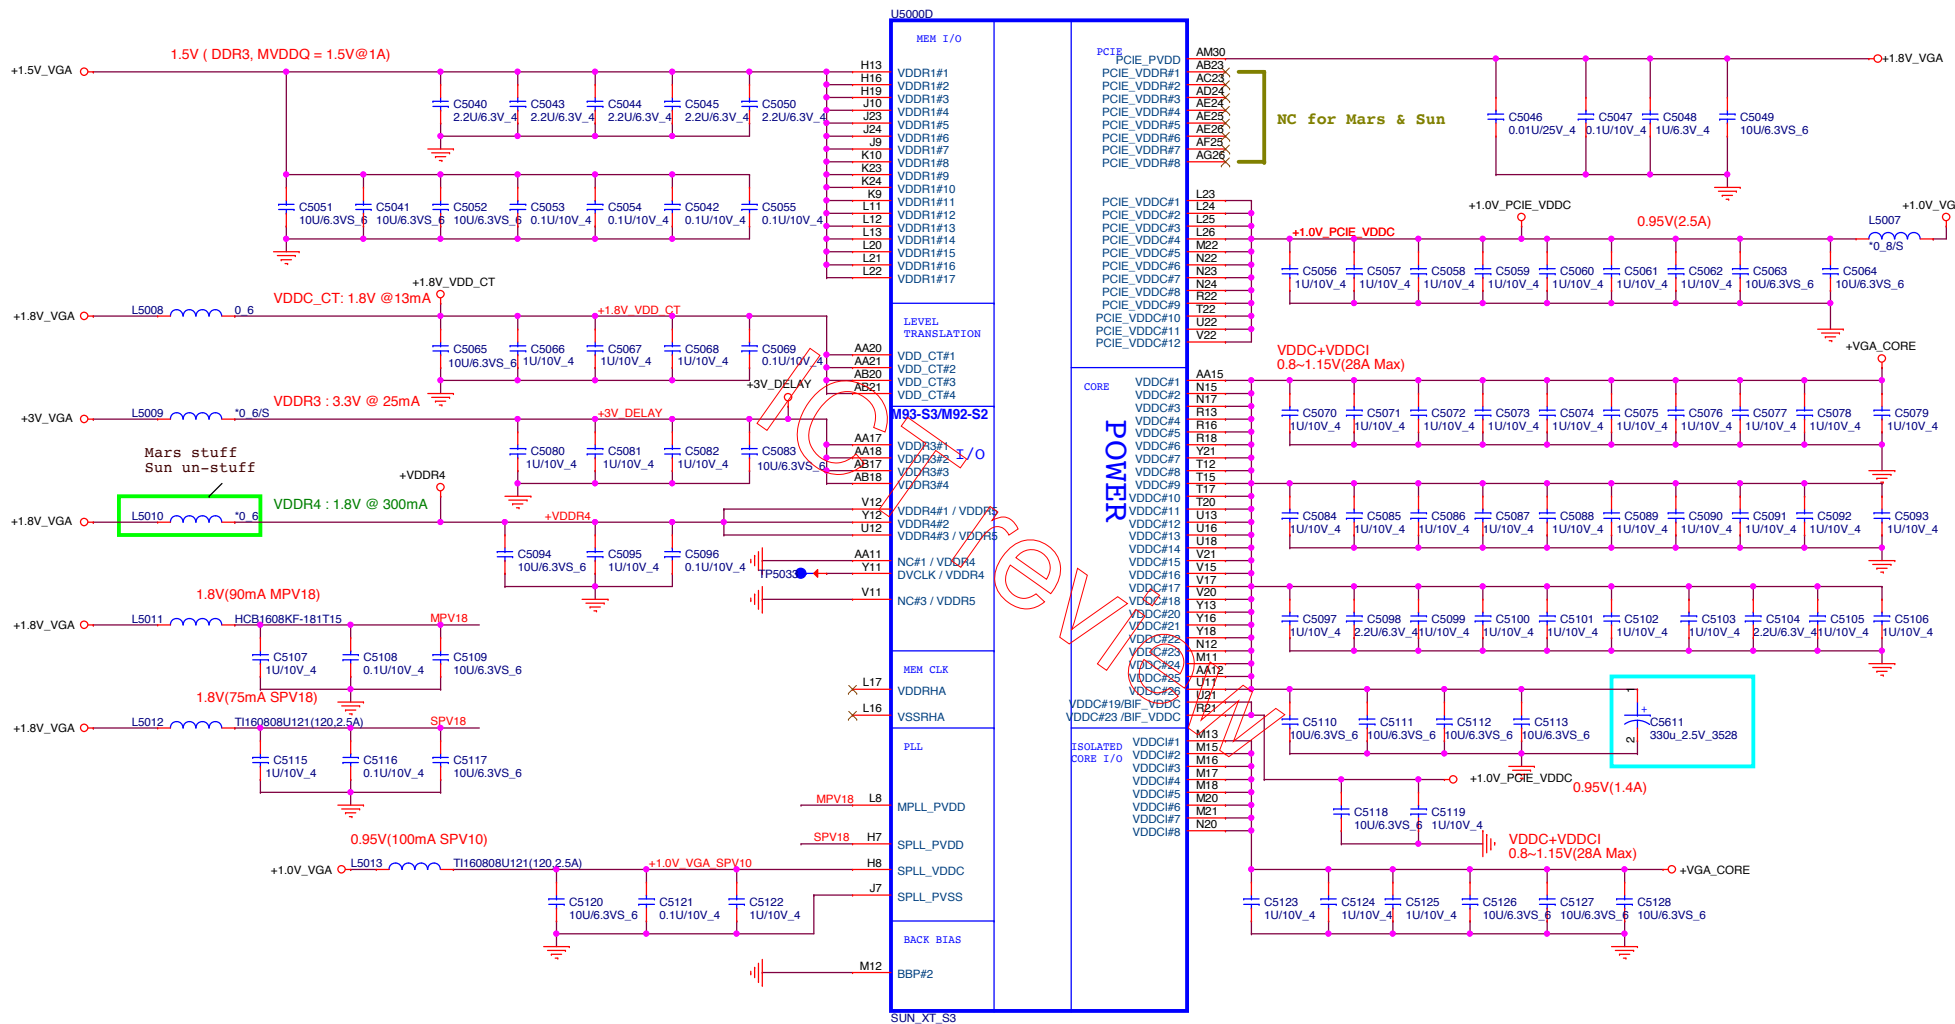 U5000D
1.5V ( DDR3, MVDDQ = 1.5V@1A)
+1.5V_VGA
C5040
2.2U/6.3V_4
C5043
2.2U/6.3V_4
C5044
2.2U/6.3V_4
C5045
2.2U/6.3V_4
C5050
2.2U/6.3V_4
C5051
10U/6.3VS_6
C5041
10U/6.3VS_6
C5052
10U/6.3VS_6
C5053
0.1U/10V_4
C5054
0.1U/10V_4
C5042
0.1U/10V_4
C5055
0.1U/10V_4
VDDC_CT: 1.8V @13mA
+1.8V_VDD_CT
+1.8V_VGA
L5008
0_6
+1.8V_VDD_CT
C5065
10U/6.3VS_6
C5066
1U/10V_4
C5067
1U/10V_4
C5068
1U/10V_4
C5069
0.1U/10V_4
+3V_DELAY
VDDR3 : 3.3V @ 25mA
+3V_VGA
L5009
*0_6/S
+3V_DELAY
C5080
1U/10V_4
C5081
1U/10V_4
C5082
1U/10V_4
C5083
10U/6.3VS_6
Mars stuff
Sun un-stuff
+VDDR4
VDDR4 : 1.8V @ 300mA
+1.8V_VGA
L5010
*0_6
+VDDR4
C5094
10U/6.3VS_6
C5095
1U/10V_4
C5096
0.1U/10V_4
TP5033
1.8V(90mA MPV18)
+1.8V_VGA
L5011
HCB1608KF-181T15
MPV18
C5107
1U/10V_4
C5108
0.1U/10V_4
C5109
10U/6.3VS_6
1.8V(75mA SPV18)
+1.8V_VGA
L5012
TI160808U121(120,2.5A)
SPV18
C5115
1U/10V_4
C5116
0.1U/10V_4
C5117
10U/6.3VS_6
MPV18
SPV18
0.95V(100mA SPV10)
+1.0V_VGA
L5013
TI160808U121(120,2.5A)
+1.0V_VGA_SPV10
C5120
10U/6.3VS_6
C5121
0.1U/10V_4
C5122
1U/10V_4
MEM I/O
H13 VDDR1#1
H16 VDDR1#2
H19 VDDR1#3
J10 VDDR1#4
J23 VDDR1#5
J24 VDDR1#6
J9 VDDR1#7
K10 VDDR1#8
K23 VDDR1#9
K24 VDDR1#10
K9 VDDR1#11
L11 VDDR1#12
L12 VDDR1#13
L13 VDDR1#14
L20 VDDR1#15
L21 VDDR1#16
L22 VDDR1#17
LEVEL
TRANSLATION
AA20 VDD_CT#1
AA21 VDD_CT#2
AB20 VDD_CT#3
AB21 VDD_CT#4
M93-S3/M92-S2
I/O
AA17 VDDR3#1
AA18 VDDR3#2
AB17 VDDR3#3
AB18 VDDR3#4
V12 VDDR4#1 / VDDR5
Y12 VDDR4#2
U12 VDDR4#3 / VDDR5
AA11 NC#1 / VDDR4
Y11 DVCLK / VDDR4
V11 NC#3 / VDDR5
MEM CLK
L17 VDDRHA
L16 VSSRHA
PLL
L8 MPLL_PVDD
H7 SPLL_PVDD
H8 SPLL_VDDC
J7 SPLL_PVSS
BACK BIAS
M12 BBP#2
SUN_XT_S3
POWER
PCIE
PCIE_PVDD AM30
PCIE_VDDR#1 AB23
PCIE_VDDR#2 AC23
PCIE_VDDR#3 AD24
PCIE_VDDR#4 AE24
PCIE_VDDR#5 AE25
PCIE_VDDR#6 AE26
PCIE_VDDR#7 AF25
PCIE_VDDR#8 AG26
PCIE_VDDC#1 L23
PCIE_VDDC#2 L24
PCIE_VDDC#3 L25
PCIE_VDDC#4 L26
PCIE_VDDC#5 M22
PCIE_VDDC#6 N22
PCIE_VDDC#7 N23
PCIE_VDDC#8 N24
PCIE_VDDC#9 R22
PCIE_VDDC#10 T22
PCIE_VDDC#11 U22
PCIE_VDDC#12 V22
CORE
VDDC#1 AA15
VDDC#2 N15
VDDC#3 N17
VDDC#4 R13
VDDC#5 R16
VDDC#6 R18
VDDC#7 Y21
VDDC#8 T12
VDDC#9 T15
VDDC#10 T17
VDDC#11 T20
VDDC#12 U13
VDDC#13 U16
VDDC#14 U18
VDDC#15 V21
VDDC#16 V15
VDDC#17 V17
VDDC#18 V20
VDDC#20 Y13
VDDC#21 Y16
VDDC#22 Y18
VDDC#23 N12
VDDC#24 M11
VDDC#25 AA12
VDDC#26 U11
VDDC#19/BIF_VDDC U21
VDDC#23 /BIF_VDDC R21
ISOLATED
CORE I/O
VDDCI#1 M13
VDDCI#2 M15
VDDCI#3 M16
VDDCI#4 M17
VDDCI#5 M18
VDDCI#6 M20
VDDCI#7 M21
VDDCI#8 N20
+1.8V_VGA
NC for Mars & Sun
C5046
0.01U/25V_4
C5047
0.1U/10V_4
C5048
1U/6.3V_4
C5049
10U/6.3VS_6
+1.0V_PCIE_VDDC
+1.0V_PCIE_VDDC
0.95V(2.5A)
L5007
*0_8/S
+1.0V_VG
C5056
1U/10V_4
C5057
1U/10V_4
C5058
1U/10V_4
C5059
1U/10V_4
C5060
1U/10V_4
C5061
1U/10V_4
C5062
1U/10V_4
C5063
10U/6.3VS_6
C5064
10U/6.3VS_6
VDDC+VDDCI
0.8~1.15V(28A Max)
+VGA_CORE
C5070
1U/10V_4
C5071
1U/10V_4
C5072
1U/10V_4
C5073
1U/10V_4
C5074
1U/10V_4
C5075
1U/10V_4
C5076
1U/10V_4
C5077
1U/10V_4
C5078
1U/10V_4
C5079
1U/10V_4
C5084
1U/10V_4
C5085
1U/10V_4
C5086
1U/10V_4
C5087
1U/10V_4
C5088
1U/10V_4
C5089
1U/10V_4
C5090
1U/10V_4
C5091
1U/10V_4
C5092
1U/10V_4
C5093
1U/10V_4
C5097
1U/10V_4
C5098
2.2U/6.3V_4
C5099
1U/10V_4
C5100
1U/10V_4
C5101
1U/10V_4
C5102
1U/10V_4
C5103
1U/10V_4
C5104
2.2U/6.3V_4
C5105
1U/10V_4
C5106
1U/10V_4
C5110
10U/6.3VS_6
C5111
10U/6.3VS_6
C5112
10U/6.3VS_6
C5113
10U/6.3VS_6
1
+
2
C5611
330u_2.5V_3528
+1.0V_PCIE_VDDC
0.95V(1.4A)
C5118
10U/6.3VS_6
C5119
1U/10V_4
VDDC+VDDCI
0.8~1.15V(28A Max)
+VGA_CORE
C5123
1U/10V_4
C5124
1U/10V_4
C5125
1U/10V_4
C5126
10U/6.3VS_6
C5127
10U/6.3VS_6
C5128
10U/6.3VS_6